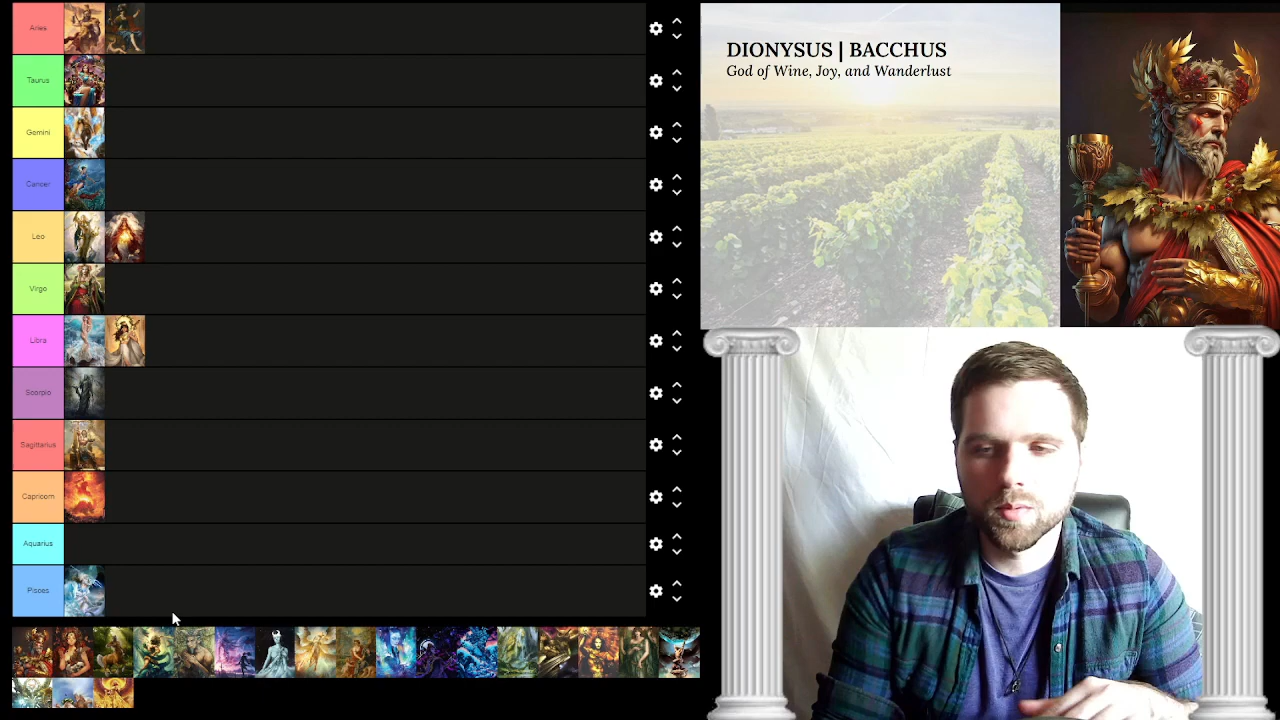 Aries
Taurus
Gemini
Cancer
Leo
Virgo
Libra
Scorpio
Sagittarius
Capricorn
Aquarius
Pisces
DIONYSUS | BACCHUS
God of Wine, Joy, and Wanderlust